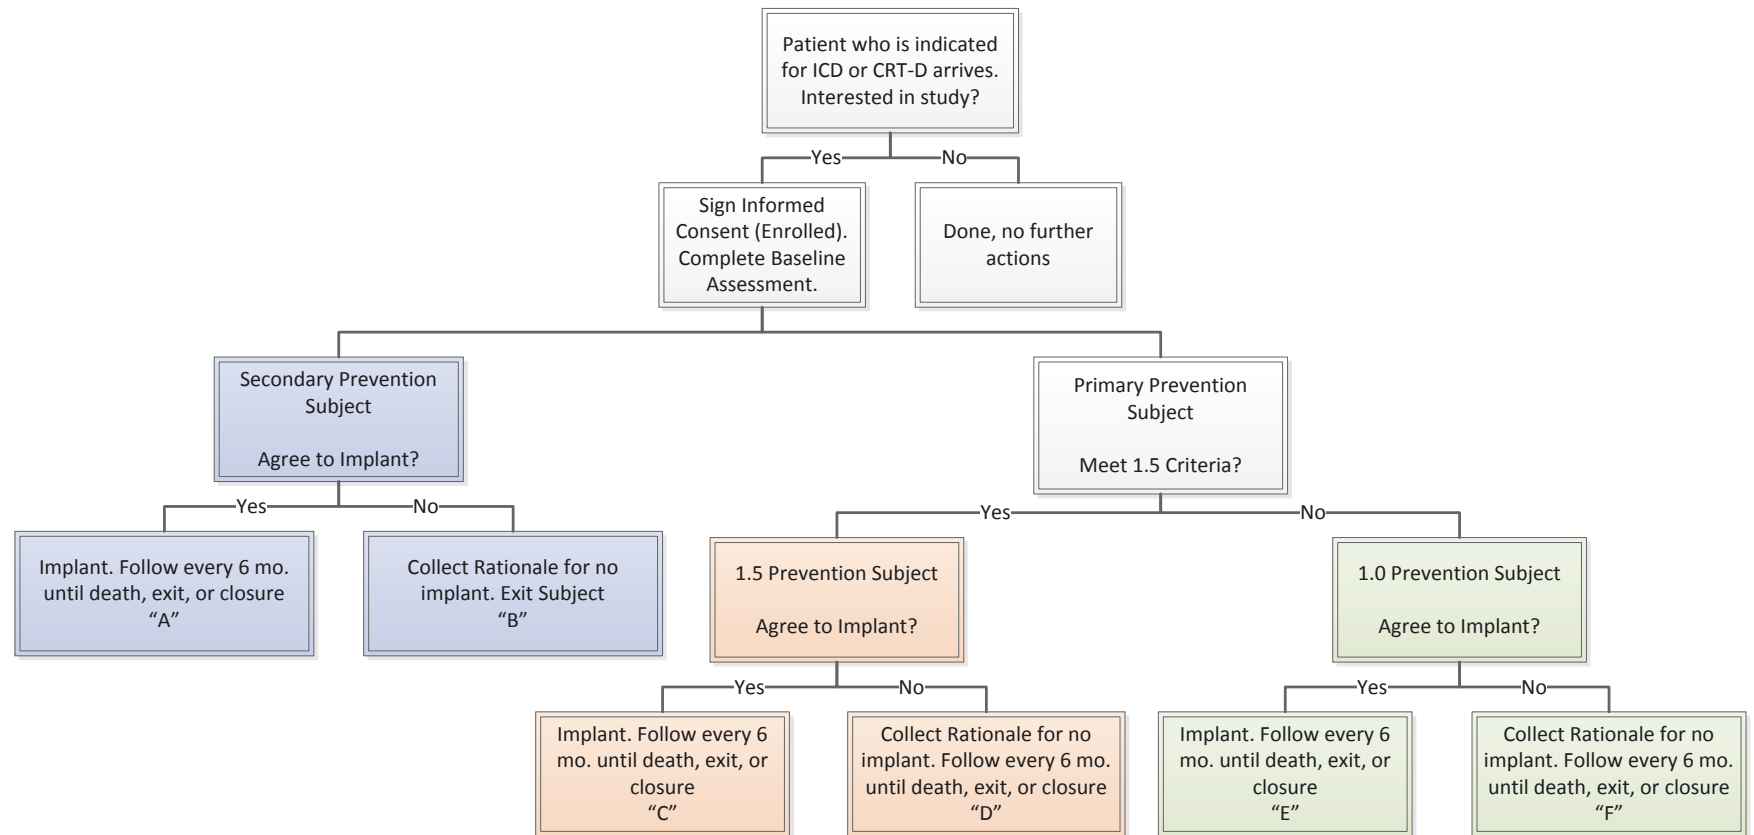 Patient who is indicated
for ICD or CRT-D arrives.
Interested in study?
Yes
No
Sign Informed
Consent (Enrolled).
Complete Baseline
Assessment.
Done, no further
actions
Secondary Prevention
Subject
Agree to Implant?
Primary Prevention
Subject
Meet 1.5 Criteria?
Yes
No
Yes
No
Implant. Follow every 6 mo.
until death, exit, or closure
“A”
Collect Rationale for no
implant. Exit Subject
“B”
1.5 Prevention Subject
Agree to Implant?
1.0 Prevention Subject
Agree to Implant?
Yes
No
Yes
No
Implant. Follow every 6
mo. until death, exit, or
closure
“C”
Collect Rationale for no
implant. Follow every 6 mo.
until death, exit, or closure
“D”
Implant. Follow every 6
mo. until death, exit, or
closure
“E”
Collect Rationale for no
implant. Follow every 6 mo.
until death, exit, or closure
“F”